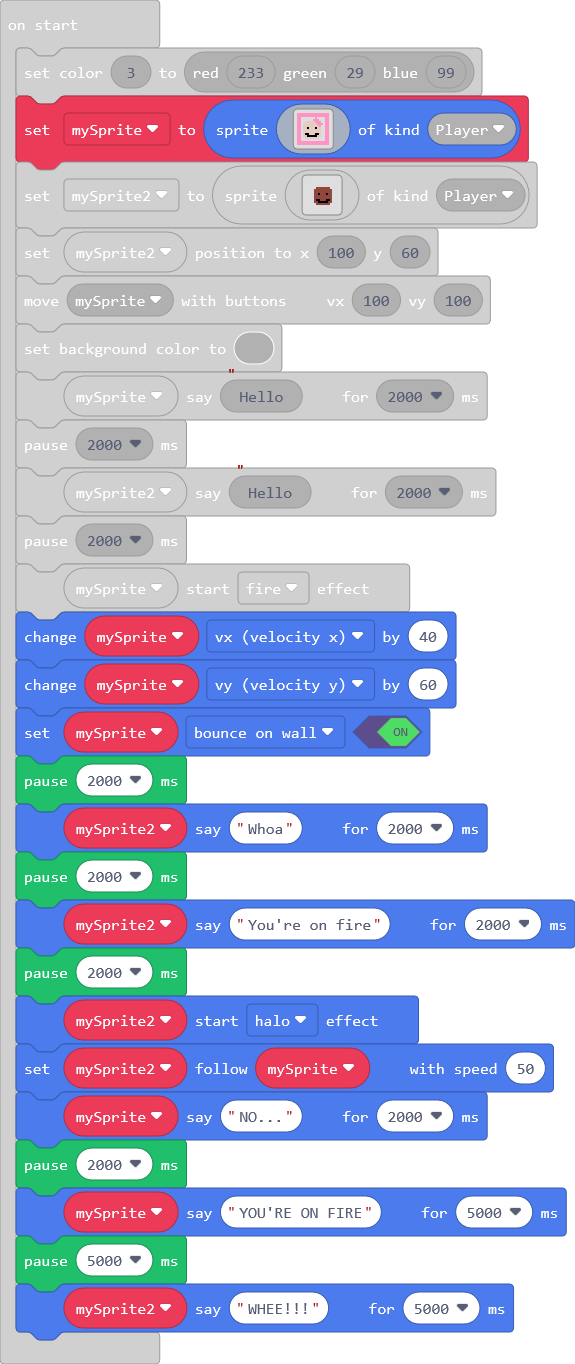 on start
set color 3 to red 233 green 29 blue 99
set mySprite to sprite of kind Player
set mySprite2 to sprite of kind Player
set mySprite2 position to x 100 y 60
move mySprite with buttons vx 100 vy 100
set background color to
mySprite say "Hello for 2000 ms
pause 2000 ms
mySprite2 say "Hello for 2000 ms
pause 2000 ms
mySprite start fire effect
change mySprite vx (velocity x) by 40
change mySprite vy (velocity y) by 60
set mySprite bounce on wall ON
pause 2000 ms
mySprite2 say "Whoa" for 2000 ms
pause 2000 ms
mySprite2 say "You're on fire" for 2000 ms
pause 2000 ms
mySprite2 start halo effect
set mySprite2 follow mySprite with speed 50
mySprite say "NO..." for 2000 ms
pause 2000 ms
mySprite say "YOU'RE ON FIRE" for 5000 ms
pause 5000 ms
mySprite2 say "WHEE!!!" for 5000 ms